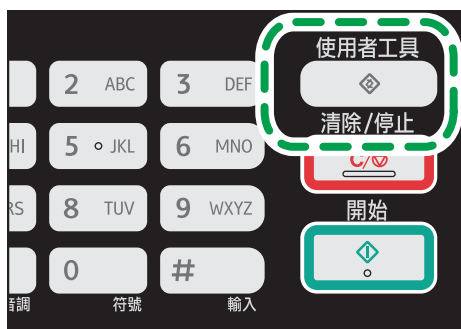 使用者工具
2 ABC
3 DEF
清除/停止
HI
5 JKL
6 MNO
C/
RS
8 TUV
9 WXYZ
開始
0
#
音調
符號
輸入